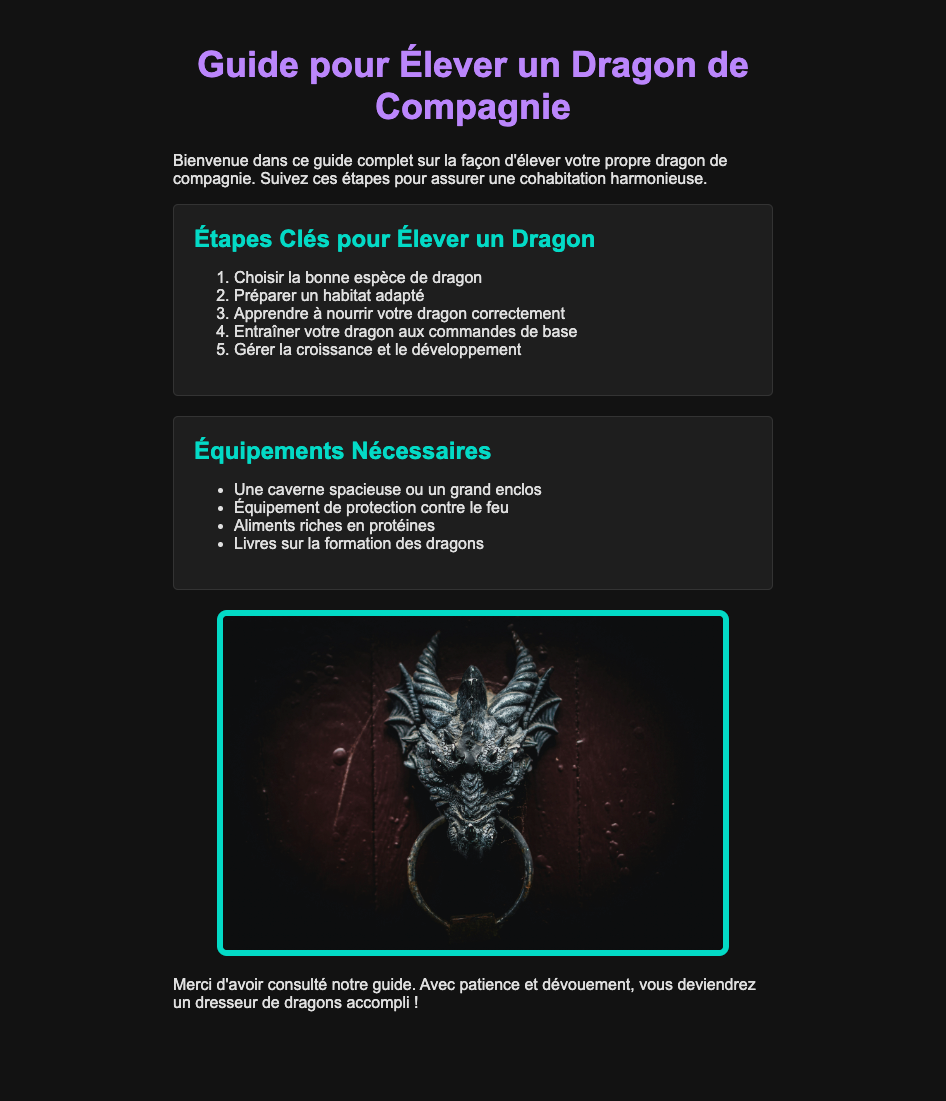 Guide pour Élever un Dragon de
Compagnie
Bienvenue dans ce guide complet sur la façon d'élever votre propre dragon de
compagnie. Suivez ces étapes pour assurer une cohabitation harmonieuse.
Étapes Clés pour Élever un Dragon
1. Choisir la bonne espèce de dragon
2. Préparer un habitat adapté
3. Apprendre à nourrir votre dragon correctement
4. Entraîner votre dragon aux commandes de base
5. Gérer la croissance et le développement
Équipements Nécessaires
• Une caverne spacieuse ou un grand enclos
• Équipement de protection contre le feu
• Aliments riches en protéines
• Livres sur la formation des dragons
Merci d'avoir consulté notre guide. Avec patience et dévouement, vous deviendrez
un dresseur de dragons accompli !